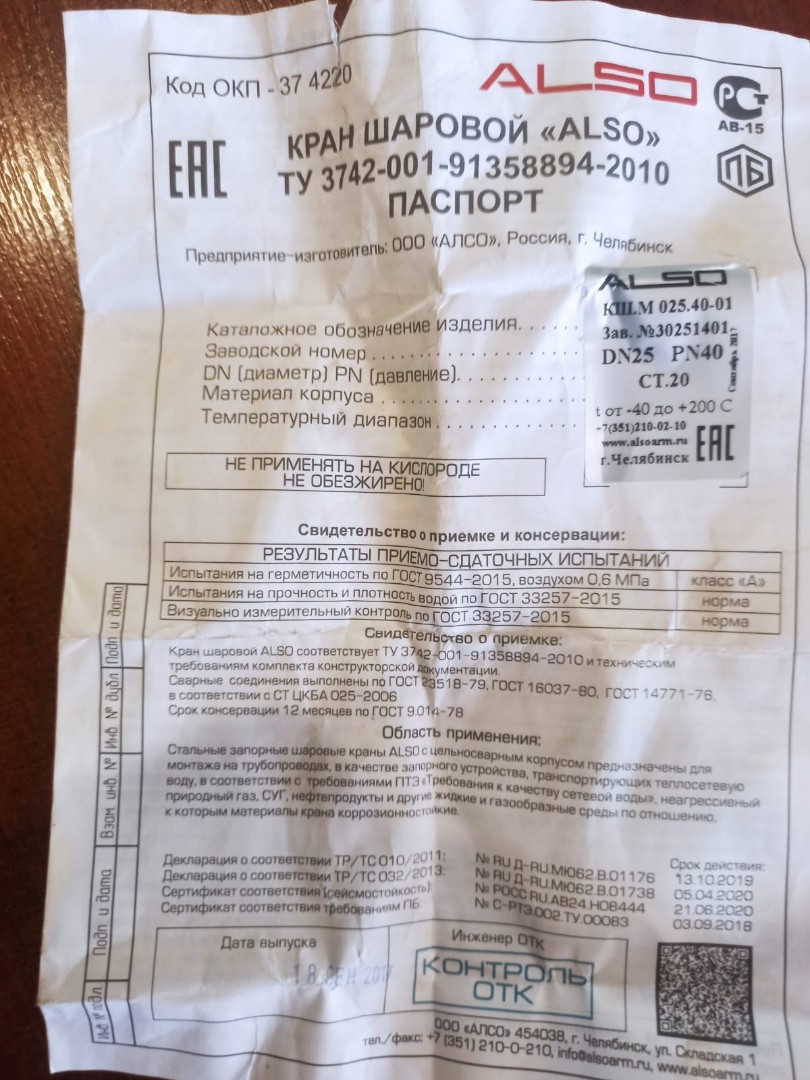 Код ОКП - 37 4220
ALSO
РСТ
АВ-15
ЕАС
КРАН ШАРОВОЙ «ALSO»
ТУ 3742-001-91358894-2010
ПАСПОРТ
ПБ
Предприятие-изготовитель: ООО «АЛСО», Россия, г. Челябинск
Каталожное обозначение изделия
Заводской номер
DN (диаметр) PN (давление)
Материал корпуса
Температурный диапазон
ALSO
КШ.М 025.40-01
Зав. №30251401
DN25 PN40
СТ.20
Сентябрь 2017
t от -40 до +200 С
+7(351)210-02-10
www.alsoarm.ru
г.Челябинск
ЕАС
НЕ ПРИМЕНЯТЬ НА КИСЛОРОДЕ
НЕ ОБЕЗЖИРЕНО!
Свидетельство о приемке и консервации:
РЕЗУЛЬТАТЫ ПРИЕМО-СДАТОЧНЫХ ИСПЫТАНИЙ
Испытания на герметичность по ГОСТ 9544-2015, воздухом 0,6 МПа класс «А»
Испытания на прочность и плотность водой по ГОСТ 33257-2015 норма
Визуально измерительный контроль по ГОСТ 33257-2015 норма
Свидетельство о приемке:
Кран шаровой ALSO соответствует ТУ 3742-001-91358894-2010 и техническим
требованиям комплекта конструкторской документации.
Сварные соединения выполнены по ГОСТ 23518-79, ГОСТ 16037-80, ГОСТ 14771-76,
в соответствии с СТ ЦКБА 025-2006
Срок консервации 12 месяцев по ГОСТ 9.014-78
Область применения:
Стальные запорные шаровые краны ALSO с цельносварным корпусом предназначены для
монтажа на трубопроводах, в качестве запорного устройства, транспортирующих теплосетевую
воду, в соответствии с требованиями ПТЭ «Требования к качеству сетевой воды», неагрессивный
природный газ, СУГ, нефтепродукты и другие жидкие и газообразные среды по отношению,
к которым материалы крана коррозионностойкие.
Срок действия:
Декларация о соответствии ТР/ТС 010/2011: № RU Д-RU.МЮ62.В.01176 13.10.2019
Декларация о соответствии ТР/ТС 032/2013: № RU Д-RU.МЮ62.В.01738 05.04.2020
Сертификат соответствия (сейсмостойкость): № РОСС RU.АВ24.Н08444 21.06.2020
Сертификат соответствия требованиям ПБ: № С-РТЭ.002.ТУ.00083 03.09.2018
Дата выпуска
18 СЕН 2017
Инженер ОТК
КОНТРОЛЬ
ОТК
ООО «АЛСО» 454038, г. Челябинск, ул. Складская 1
тел./факс: +7 (351) 210-0-210, info@alsoarm.ru, www.alsoarm.ru
Подп и дата
Инв № дубл
Взам инв №
Подп и дата
Инв № подл